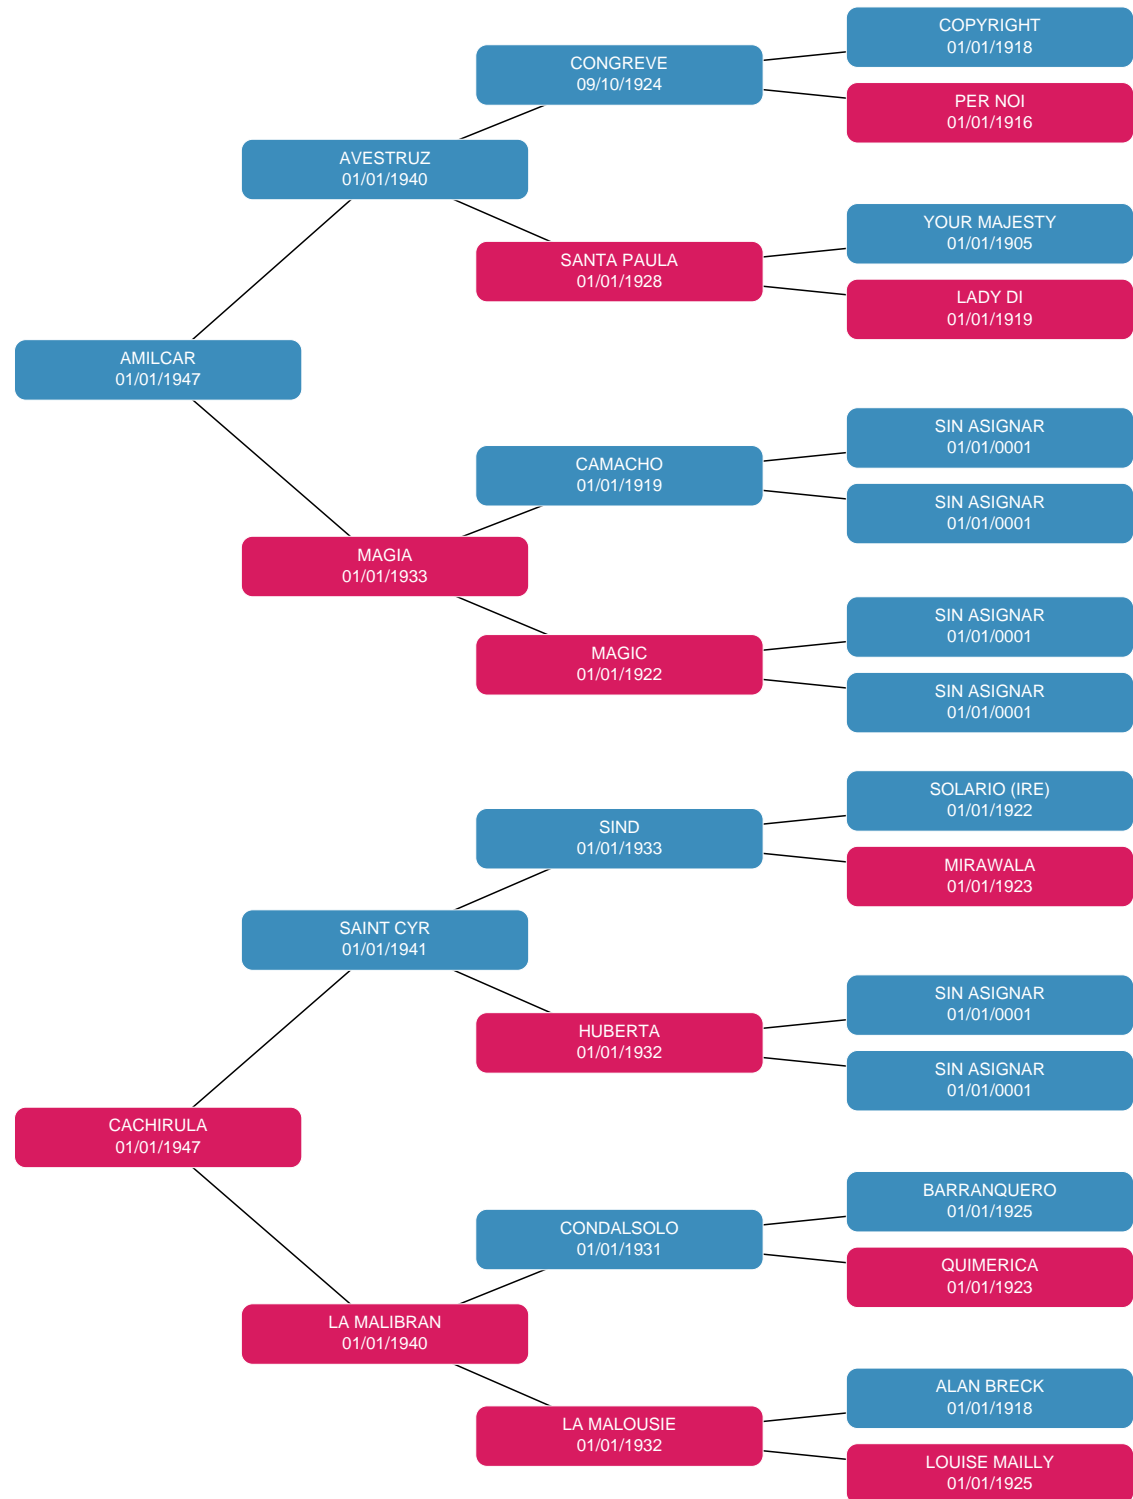 COPYRIGHT
01/01/1918
CONGREVE
09/10/1924
PER NOI
01/01/1916
AVESTRUZ
01/01/1940
YOUR MAJESTY
01/01/1905
SANTA PAULA
01/01/1928
LADY DI
01/01/1919
AMILCAR
01/01/1947
SIN ASIGNAR
01/01/0001
CAMACHO
01/01/1919
SIN ASIGNAR
01/01/0001
MAGIA
01/01/1933
SIN ASIGNAR
01/01/0001
MAGIC
01/01/1922
SIN ASIGNAR
01/01/0001
SOLARIO (IRE)
01/01/1922
SIND
01/01/1933
MIRAWALA
01/01/1923
SAINT CYR
01/01/1941
SIN ASIGNAR
01/01/0001
HUBERTA
01/01/1932
SIN ASIGNAR
01/01/0001
CACHIRULA
01/01/1947
BARRANQUERO
01/01/1925
CONDALSOLO
01/01/1931
QUIMERICA
01/01/1923
LA MALIBRAN
01/01/1940
ALAN BRECK
01/01/1918
LA MALOUSIE
01/01/1932
LOUISE MAILLY
01/01/1925